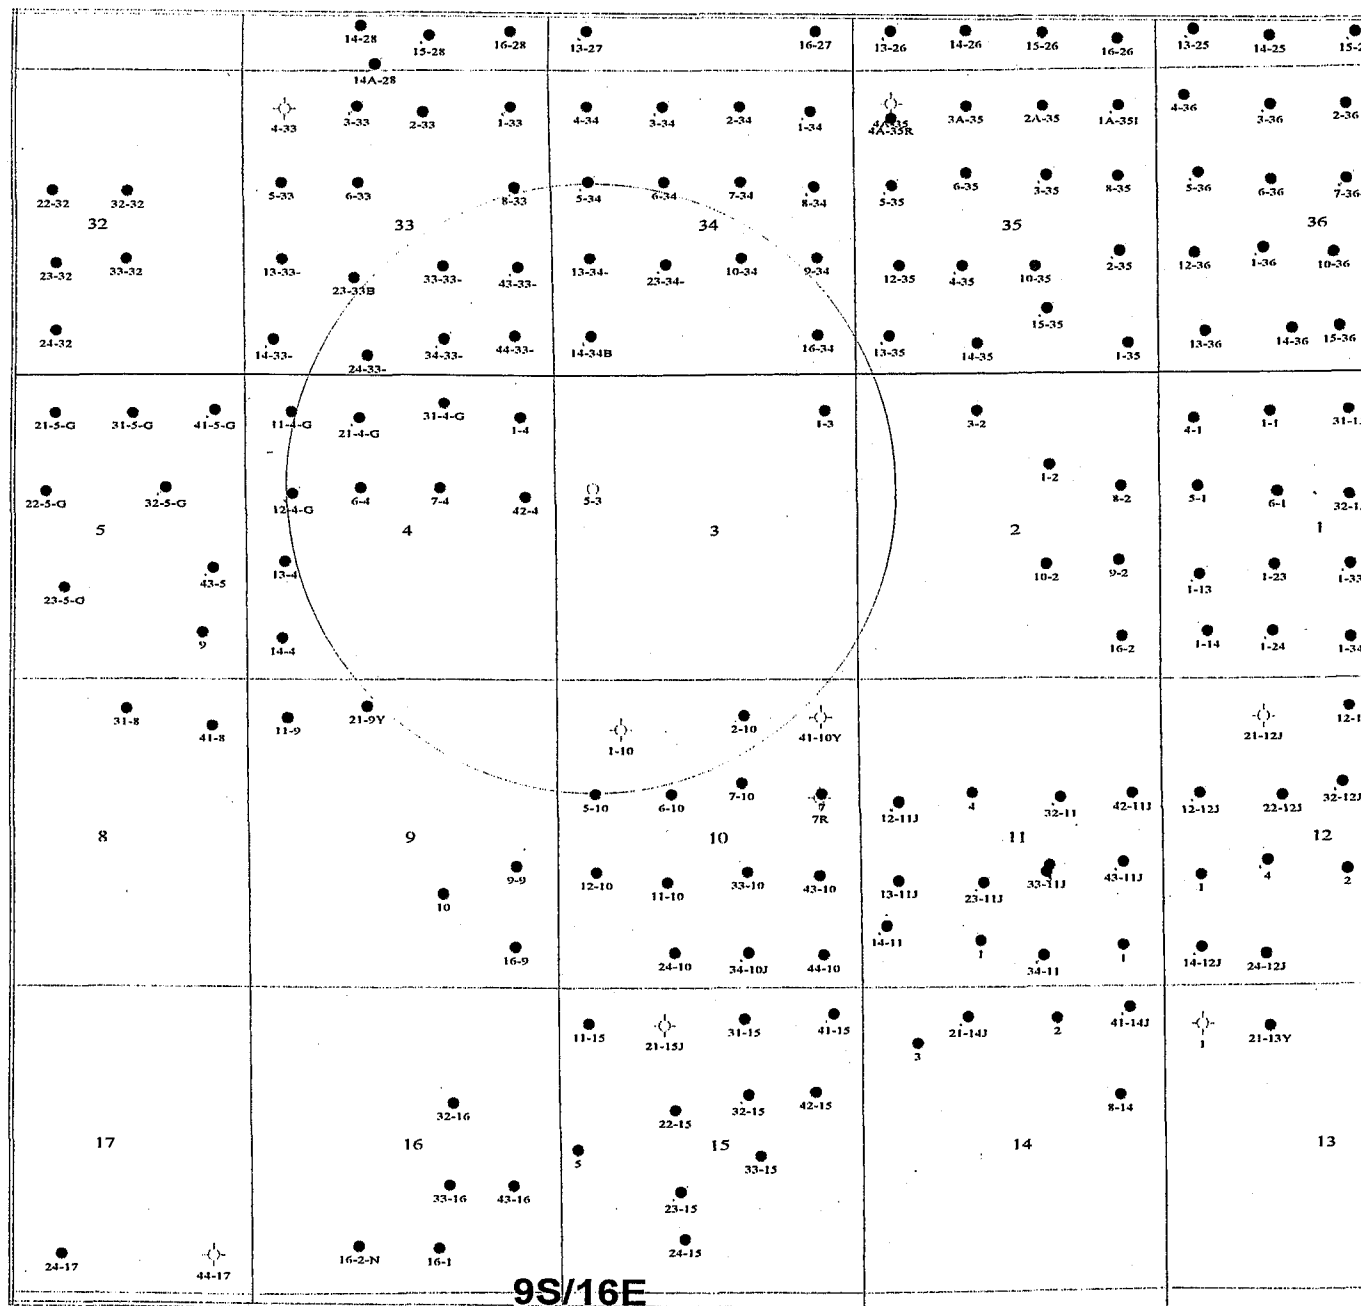 14-28 15-28 16-28 13-27 16-27 13-26 14-26 15-26 16-26 13-25 14-25
14A-28
4-33 3-33 2-33 1-33 4-34 3-34 2-34 1-34 4A-35 3A-35 2A-35 1A-35I 4-36 3-36 2-36
4A-35R
22-32 32-32 5-33 6-33 8-33 5-34 6-34 7-34 8-34 5-35 6-35 3-35 8-35 5-36 6-36 7-36
32 33 34 35 36
23-32 33-32 13-33- 23-33B 33-33- 43-33- 13-34- 23-34- 10-34 9-34 12-35 4-35 10-35 2-35 12-36 1-36 10-36
15-35
24-32 14-33- 24-33- 34-33- 44-33- 14-34B 16-34 13-35 14-35 1-35 13-36 14-36 15-36
21-5-G 31-5-G 41-5-G 11-4-G 21-4-G 31-4-G 1-4 1-3 3-2 4-1 1-1 31-1J
1-2
22-5-G 32-5-G 12-4-G 6-4 7-4 42-4 5-3 8-2 5-1 6-1 32-1J
5 4 3 2 1
23-5-G 43-5 13-4 10-2 9-2 1-13 1-23 1-33
9 14-4 16-2 1-14 1-24 1-34
31-8 41-8 11-9 21-9Y 1-10 2-10 41-10Y 21-12J
5-10 6-10 7-10 7 12-11J 4 32-11 42-11J 12-12J 22-12J 32-12J
7R
8 9 10 11 12
10 9-9 12-10 11-10 33-10 43-10 13-11J 23-11J 33-11J 43-11J 1 4 2
16-9 24-10 34-10J 44-10 14-11 1 34-11 1 14-12J 24-12J
11-15 21-15J 31-15 41-15 3 21-14J 2 41-14J 1 21-13Y
32-16 22-15 32-15 42-15 8-14
17 16 15 14 13
5 33-15
33-16 43-16 23-15
24-17 44-17 16-2-N 16-1 24-15
9S/16E